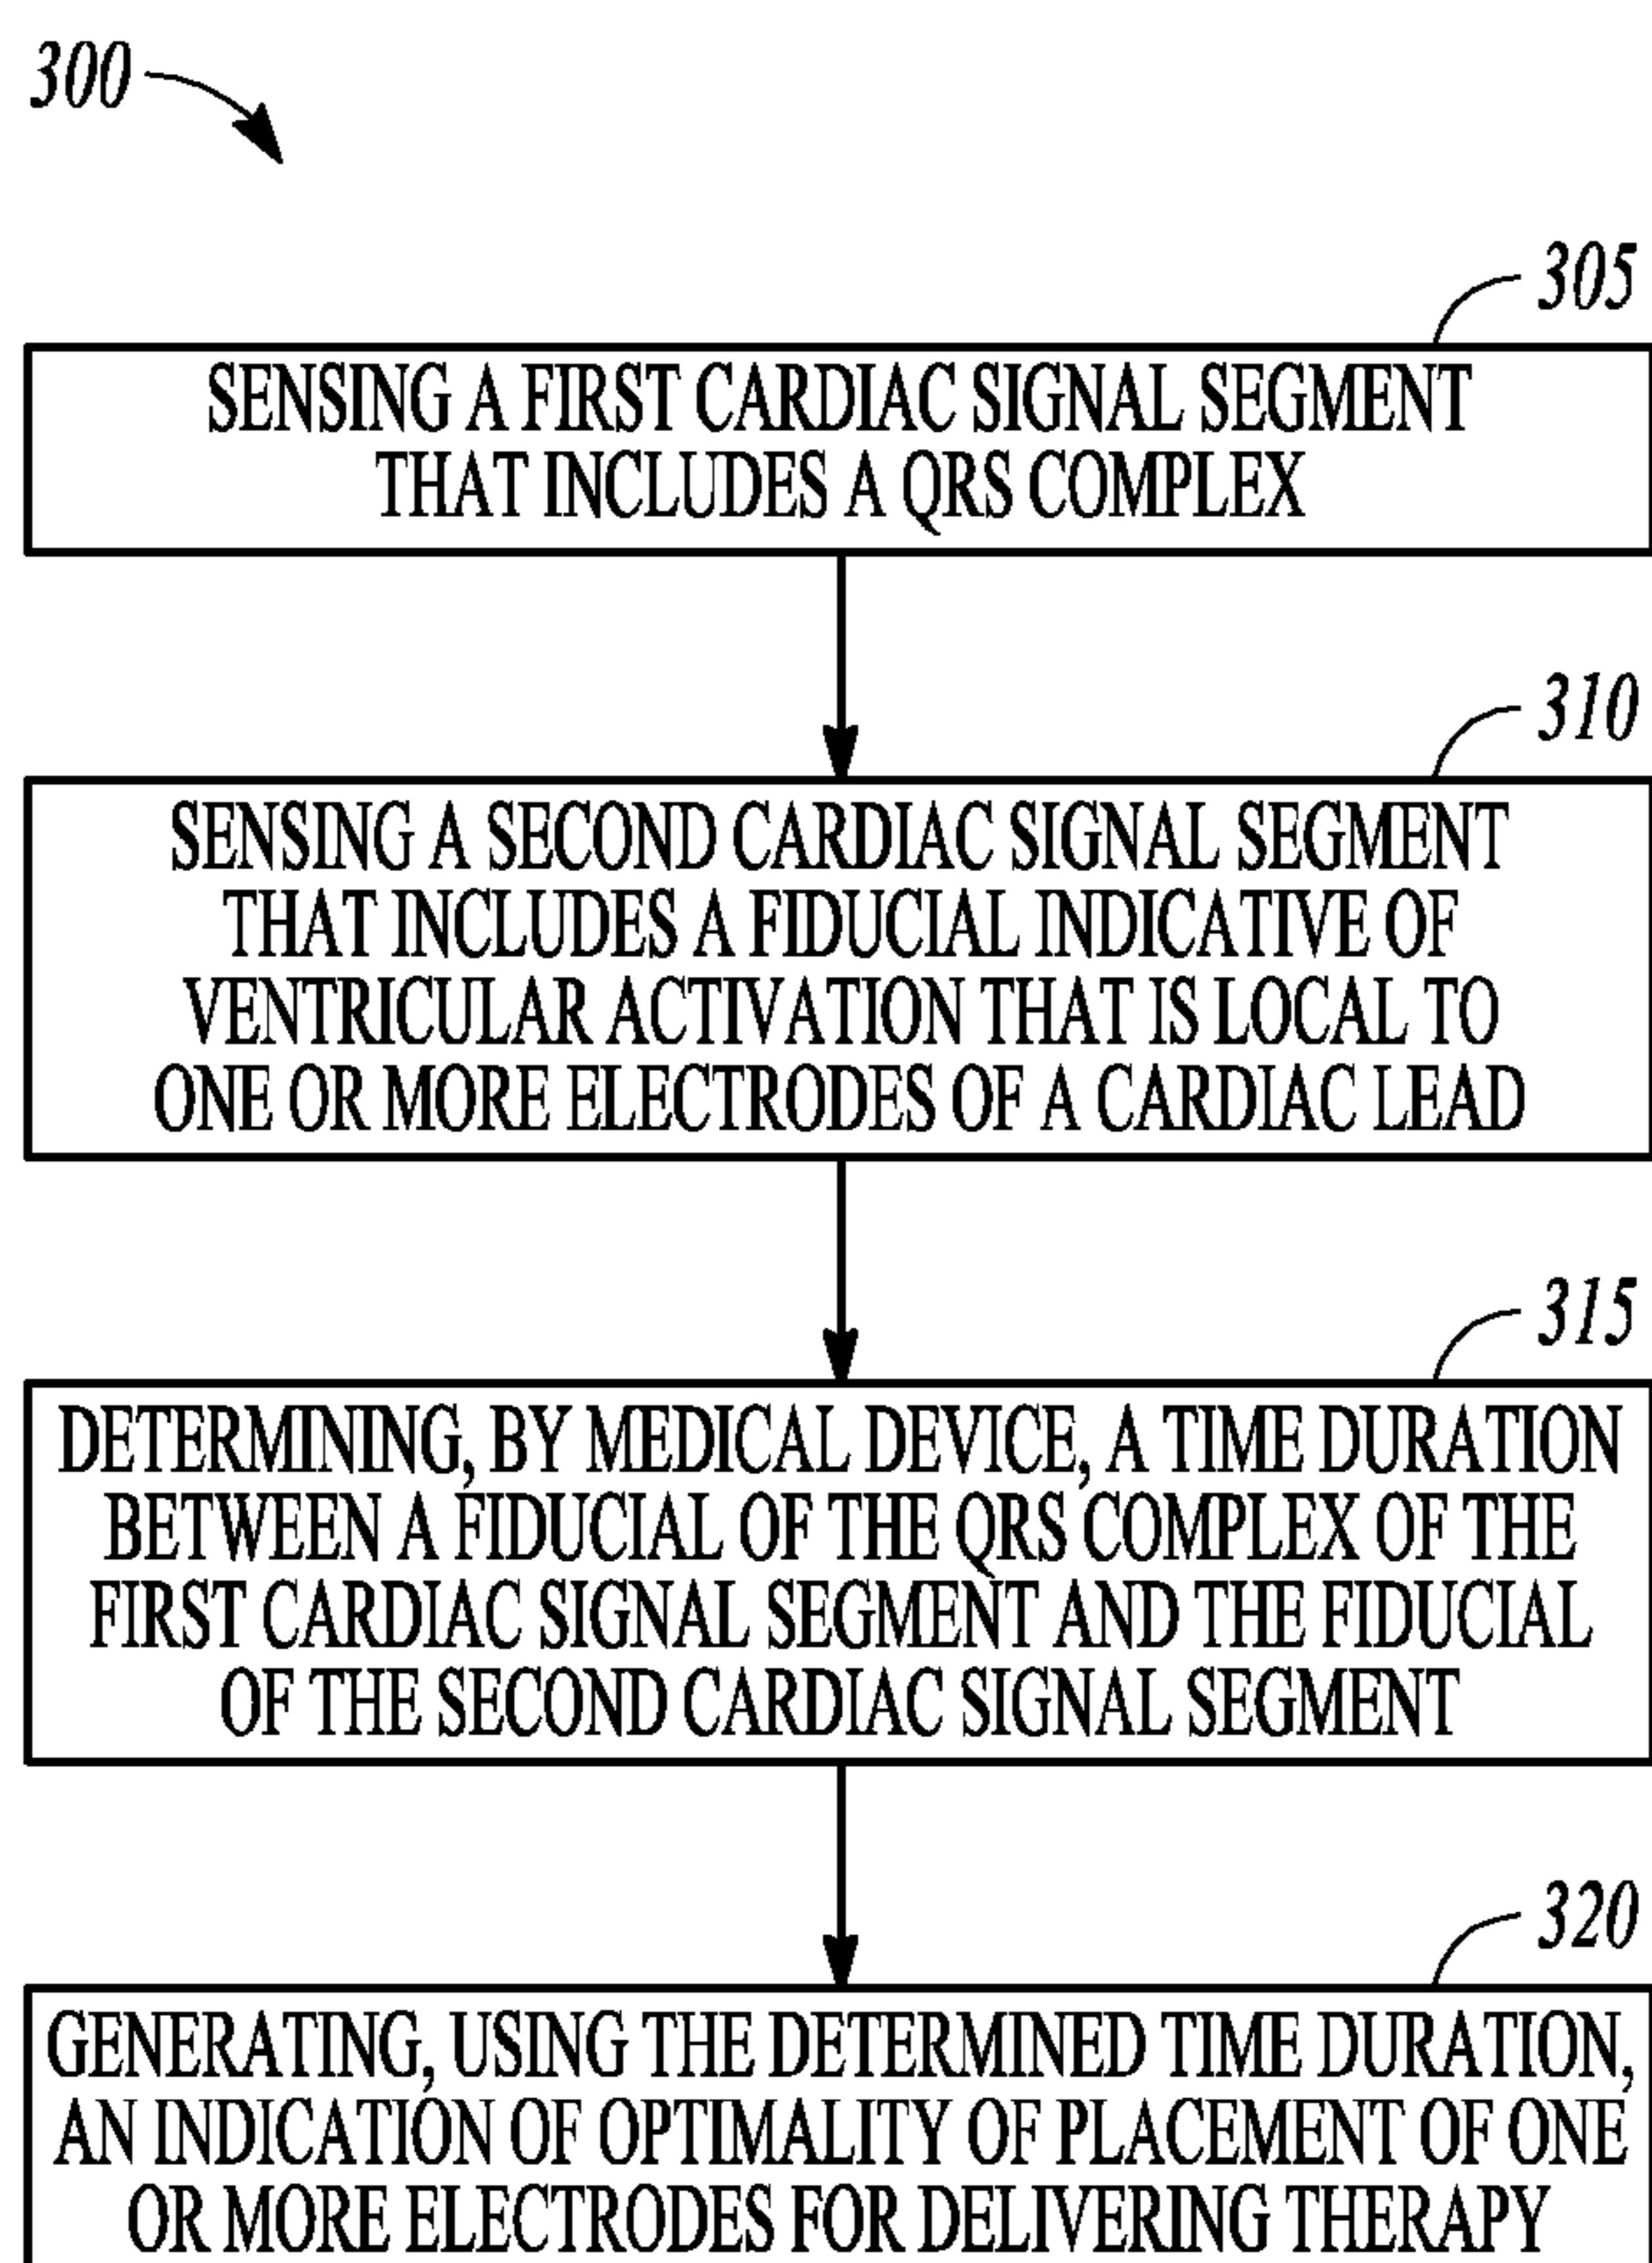 300
305
SENSING A FIRST CARDIAC SIGNAL SEGMENT
THAT INCLUDES A QRS COMPLEX
310
SENSING A SECOND CARDIAC SIGNAL SEGMENT
THAT INCLUDES A FIDUCIAL INDICATIVE OF
VENTRICULAR ACTIVATION THAT IS LOCAL TO
ONE OR MORE ELECTRODES OF A CARDIAC LEAD
315
DETERMINING, BY MEDICAL DEVICE, A TIME DURATION
BETWEEN A FIDUCIAL OF THE QRS COMPLEX OF THE
FIRST CARDIAC SIGNAL SEGMENT AND THE FIDUCIAL
OF THE SECOND CARDIAC SIGNAL SEGMENT
320
GENERATING, USING THE DETERMINED TIME DURATION,
AN INDICATION OF OPTIMALITY OF PLACEMENT OF ONE
OR MORE ELECTRODES FOR DELIVERING THERAPY